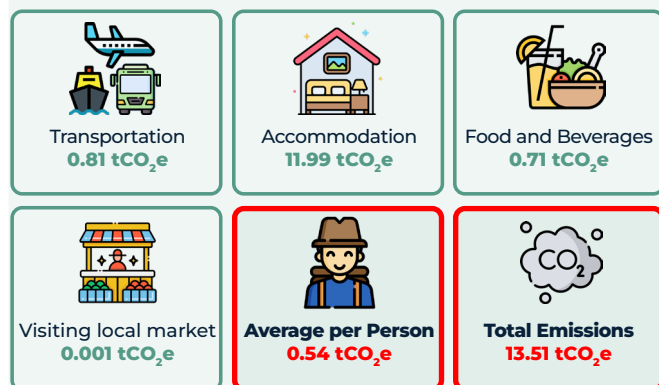 Transportation
0.81 tCO₂e
Accommodation
11.99 tCO₂e
Food and Beverages
0.71 tCO₂e
Visiting local market
0.001 tCO₂e
Average per Person
0.54 tCO₂e
CO₂
Total Emissions
13.51 tCO₂e